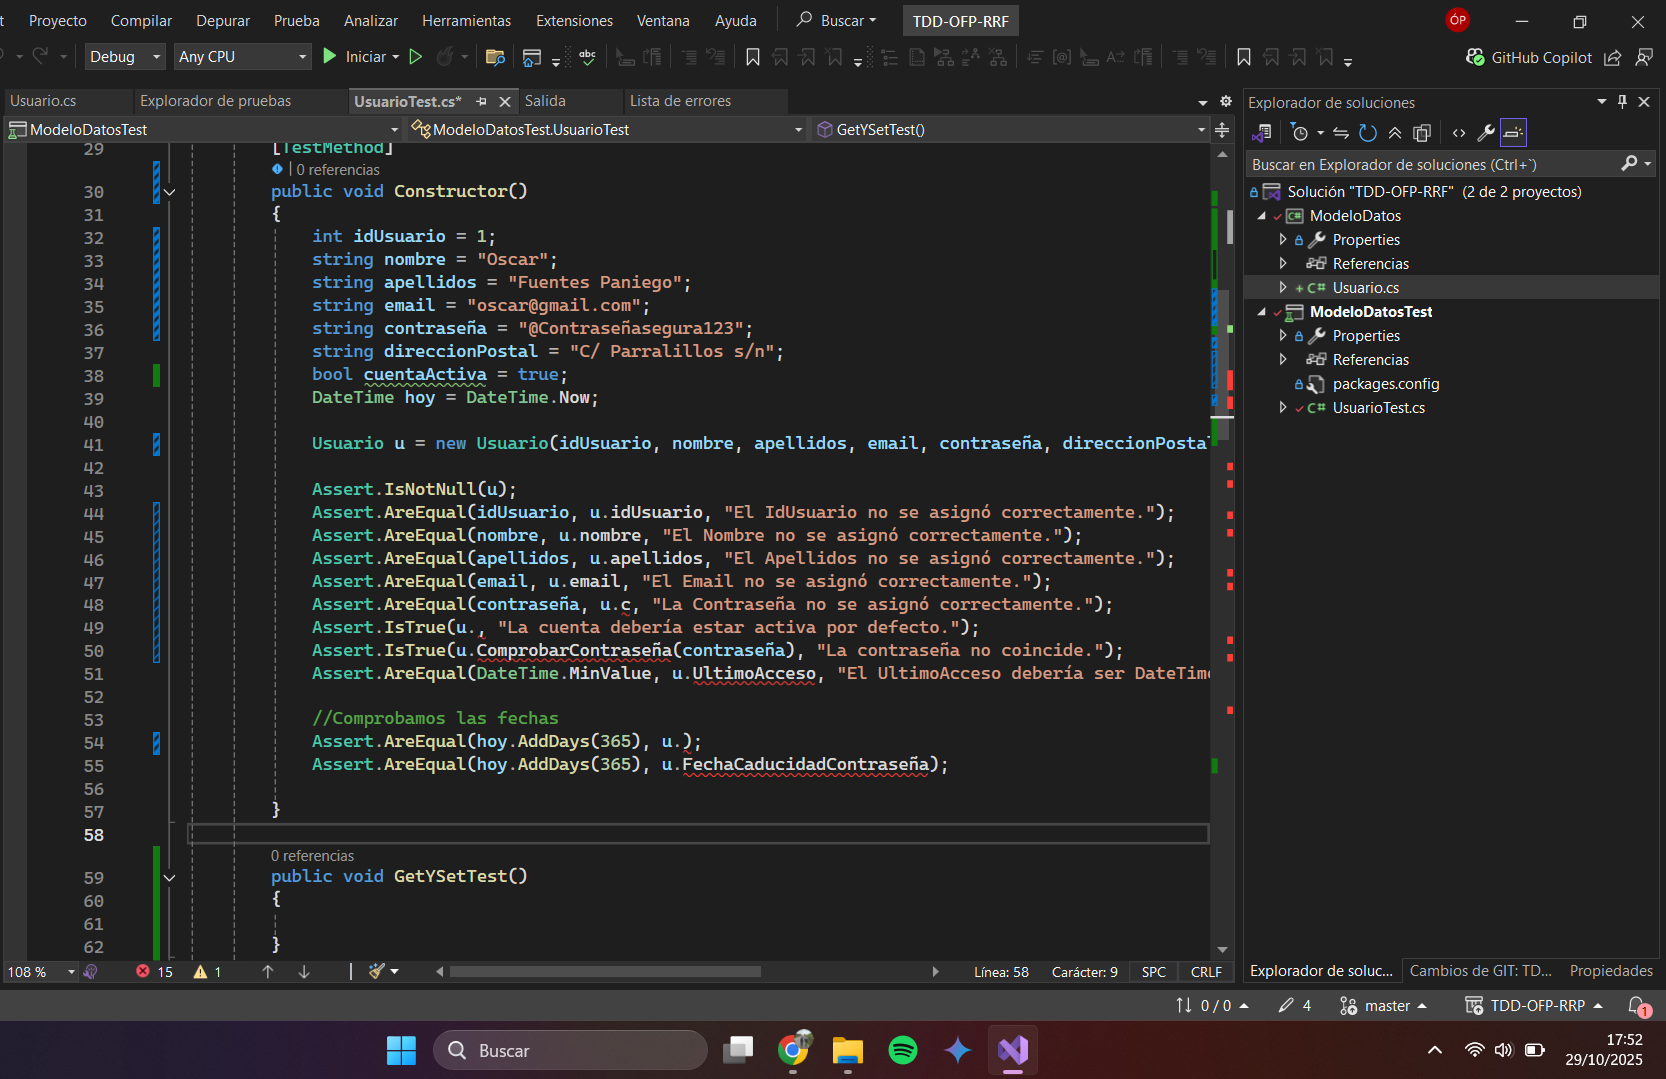 t Proyecto Compilar Depurar Prueba Analizar Herramientas Extensiones Ventana Ayuda Buscar TDD-OFP-RRF ÓP
Debug Any CPU Iniciar abc GitHub Copilot
Usuario.cs Explorador de pruebas UsuarioTest.cs* Salida Lista de errores
ModeloDatosTest ModeloDatosTest.UsuarioTest GetYSetTest()
29 [TestMethod]
| 0 referencias
30 public void Constructor()
31 {
32 int idUsuario = 1;
33 string nombre = "Oscar";
34 string apellidos = "Fuentes Paniego";
35 string email = "oscar@gmail.com";
36 string contraseña = "@Contraseñasegura123";
37 string direccionPostal = "C/ Parralillos s/n";
38 bool cuentaActiva = true;
39 DateTime hoy = DateTime.Now;
40
41 Usuario u = new Usuario(idUsuario, nombre, apellidos, email, contraseña, direccionPostal
42
43 Assert.IsNotNull(u);
44 Assert.AreEqual(idUsuario, u.idUsuario, "El IdUsuario no se asignó correctamente.");
45 Assert.AreEqual(nombre, u.nombre, "El Nombre no se asignó correctamente.");
46 Assert.AreEqual(apellidos, u.apellidos, "El Apellidos no se asignó correctamente.");
47 Assert.AreEqual(email, u.email, "El Email no se asignó correctamente.");
48 Assert.AreEqual(contraseña, u.c, "La Contraseña no se asignó correctamente.");
49 Assert.IsTrue(u., "La cuenta debería estar activa por defecto.");
50 Assert.IsTrue(u.ComprobarContraseña(contraseña), "La contraseña no coincide.");
51 Assert.AreEqual(DateTime.MinValue, u.UltimoAcceso, "El UltimoAcceso debería ser DateTime
52
53 //Comprobamos las fechas
54 Assert.AreEqual(hoy.AddDays(365), u.);
55 Assert.AreEqual(hoy.AddDays(365), u.FechaCaducidadContraseña);
56
57 }
58
0 referencias
59 public void GetYSetTest()
60 {
61
62 }
108 % 15 1 Línea: 58 Carácter: 9 SPC CRLF
Explorador de soluciones
Buscar en Explorador de soluciones (Ctrl+`)
Solución "TDD-OFP-RRF" (2 de 2 proyectos)
C# ModeloDatos
Properties
Referencias
+ C# Usuario.cs
ModeloDatosTest
Properties
Referencias
packages.config
C# UsuarioTest.cs
Explorador de soluc... Cambios de GIT: TD... Propiedades
0 / 0 4 master TDD-OFP-RRP 1
Buscar
17:52
29/10/2025